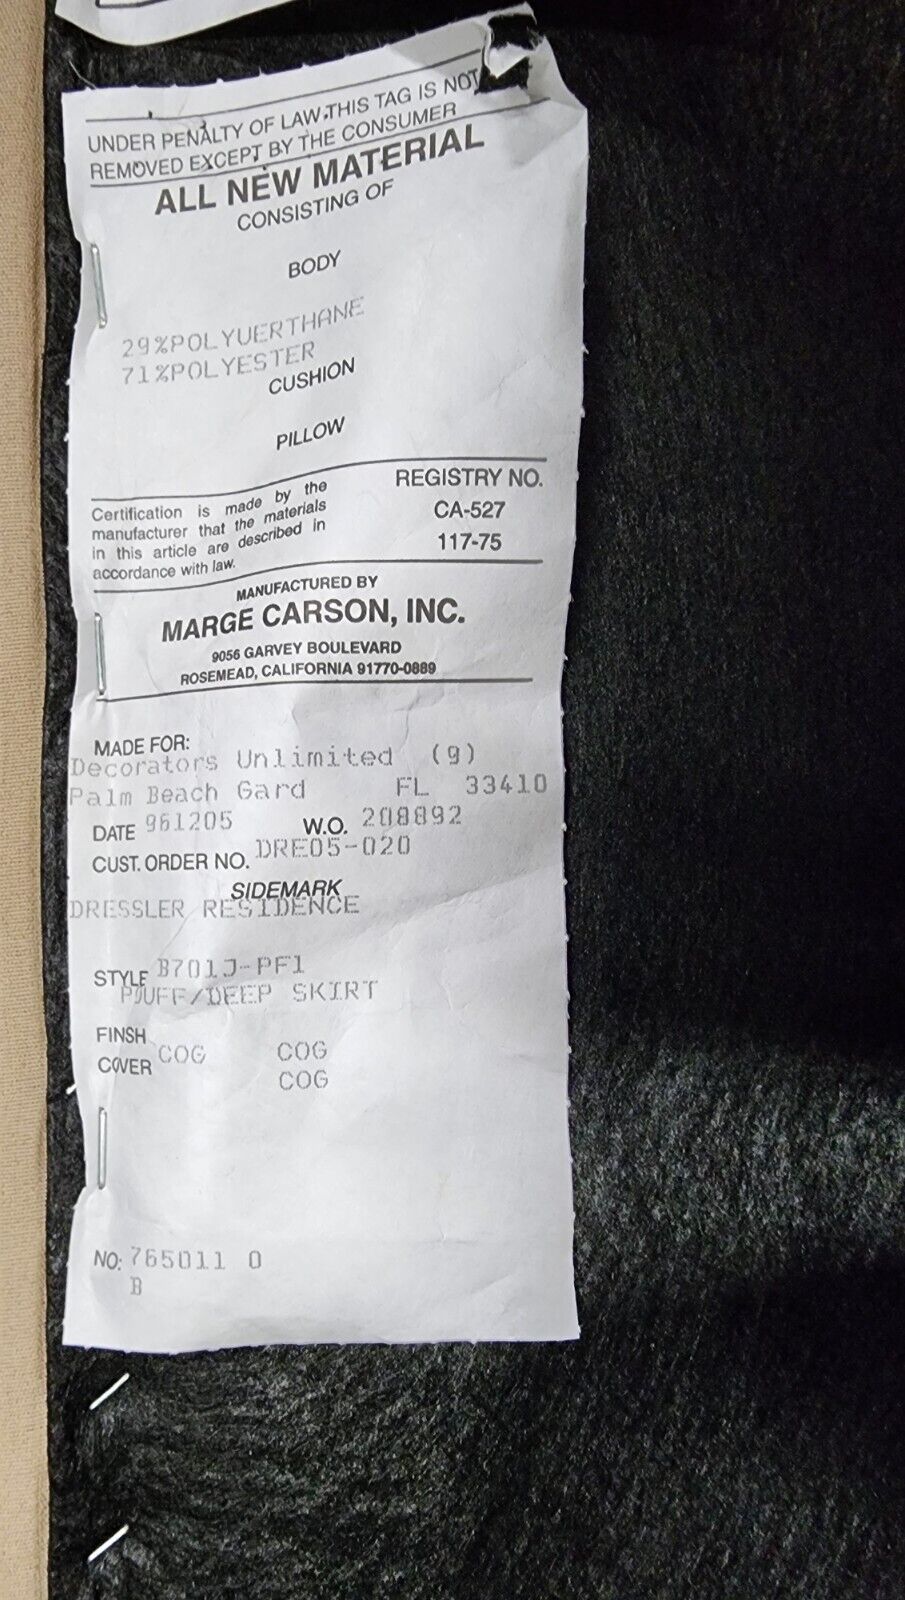 UNDER PENALTY OF LAW THIS TAG IS NOT
REMOVED EXCEPT BY THE CONSUMER
ALL NEW MATERIAL
CONSISTING OF
BODY
29%POLYUERTHANE
71%POLYESTER
CUSHION
PILLOW
Certification is made by the
manufacturer that the materials
in this article are described in
accordance with law.
REGISTRY NO.
CA-527
117-75
MANUFACTURED BY
MARGE CARSON, INC.
9056 GARVEY BOULEVARD
ROSEMEAD, CALIFORNIA 91770-0889
MADE FOR:
Decorators Unlimited (g)
Palm Beach Gard FL 33410
DATE 961205 W.O. 208892
CUST. ORDER NO. DRE05-020
SIDEMARK
DRESSLER RESIDENCE
STYLE B701J-PF1
POUFF/DEEP SKIRT
FINSH
COVER COG COG
COG
NO: 765011 0
B